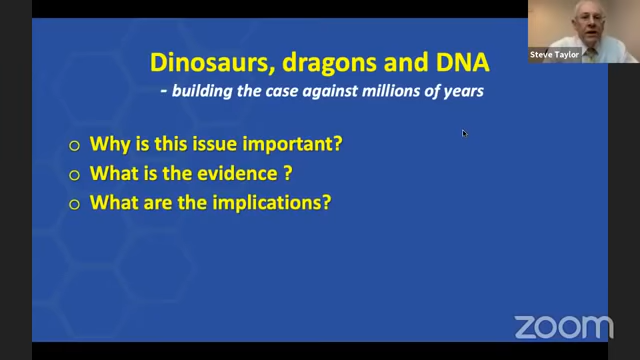 Steve Taylor
Dinosaurs, dragons and DNA
- building the case against millions of years
o Why is this issue important?
o What is the evidence ?
o What are the implications?
zoom